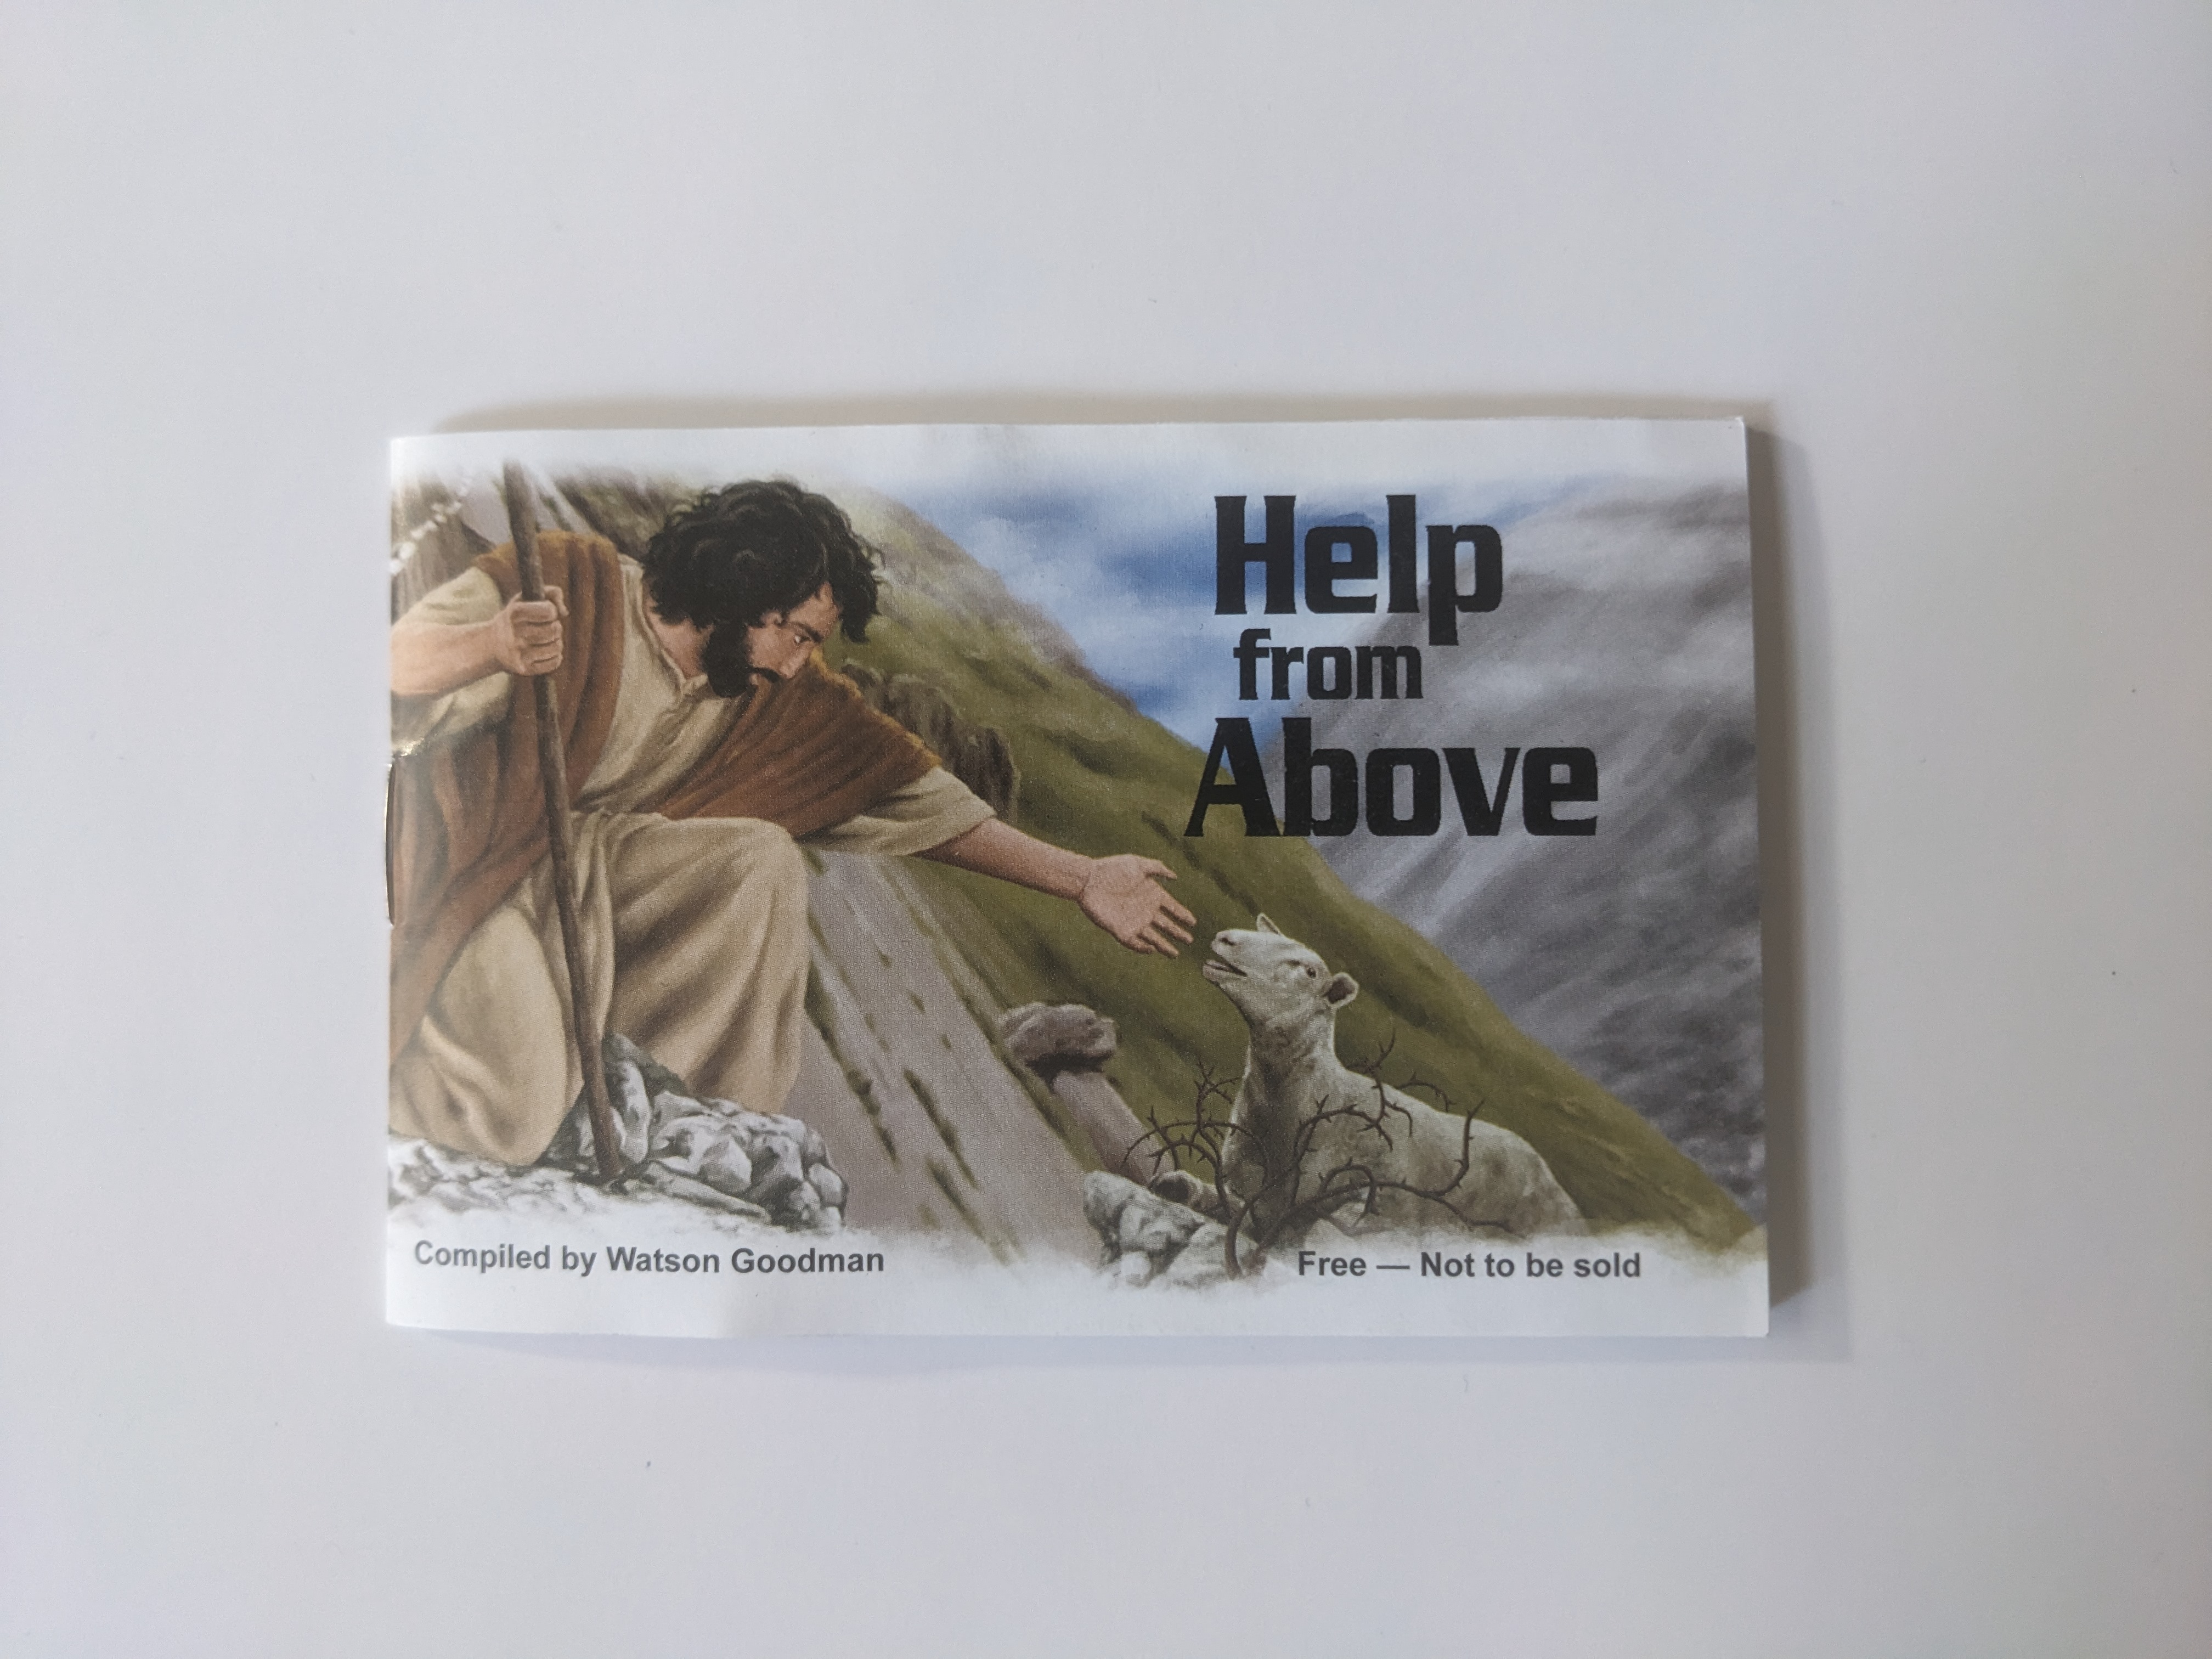 Help
from
Above
Compiled by Watson Goodman
Free — Not to be sold